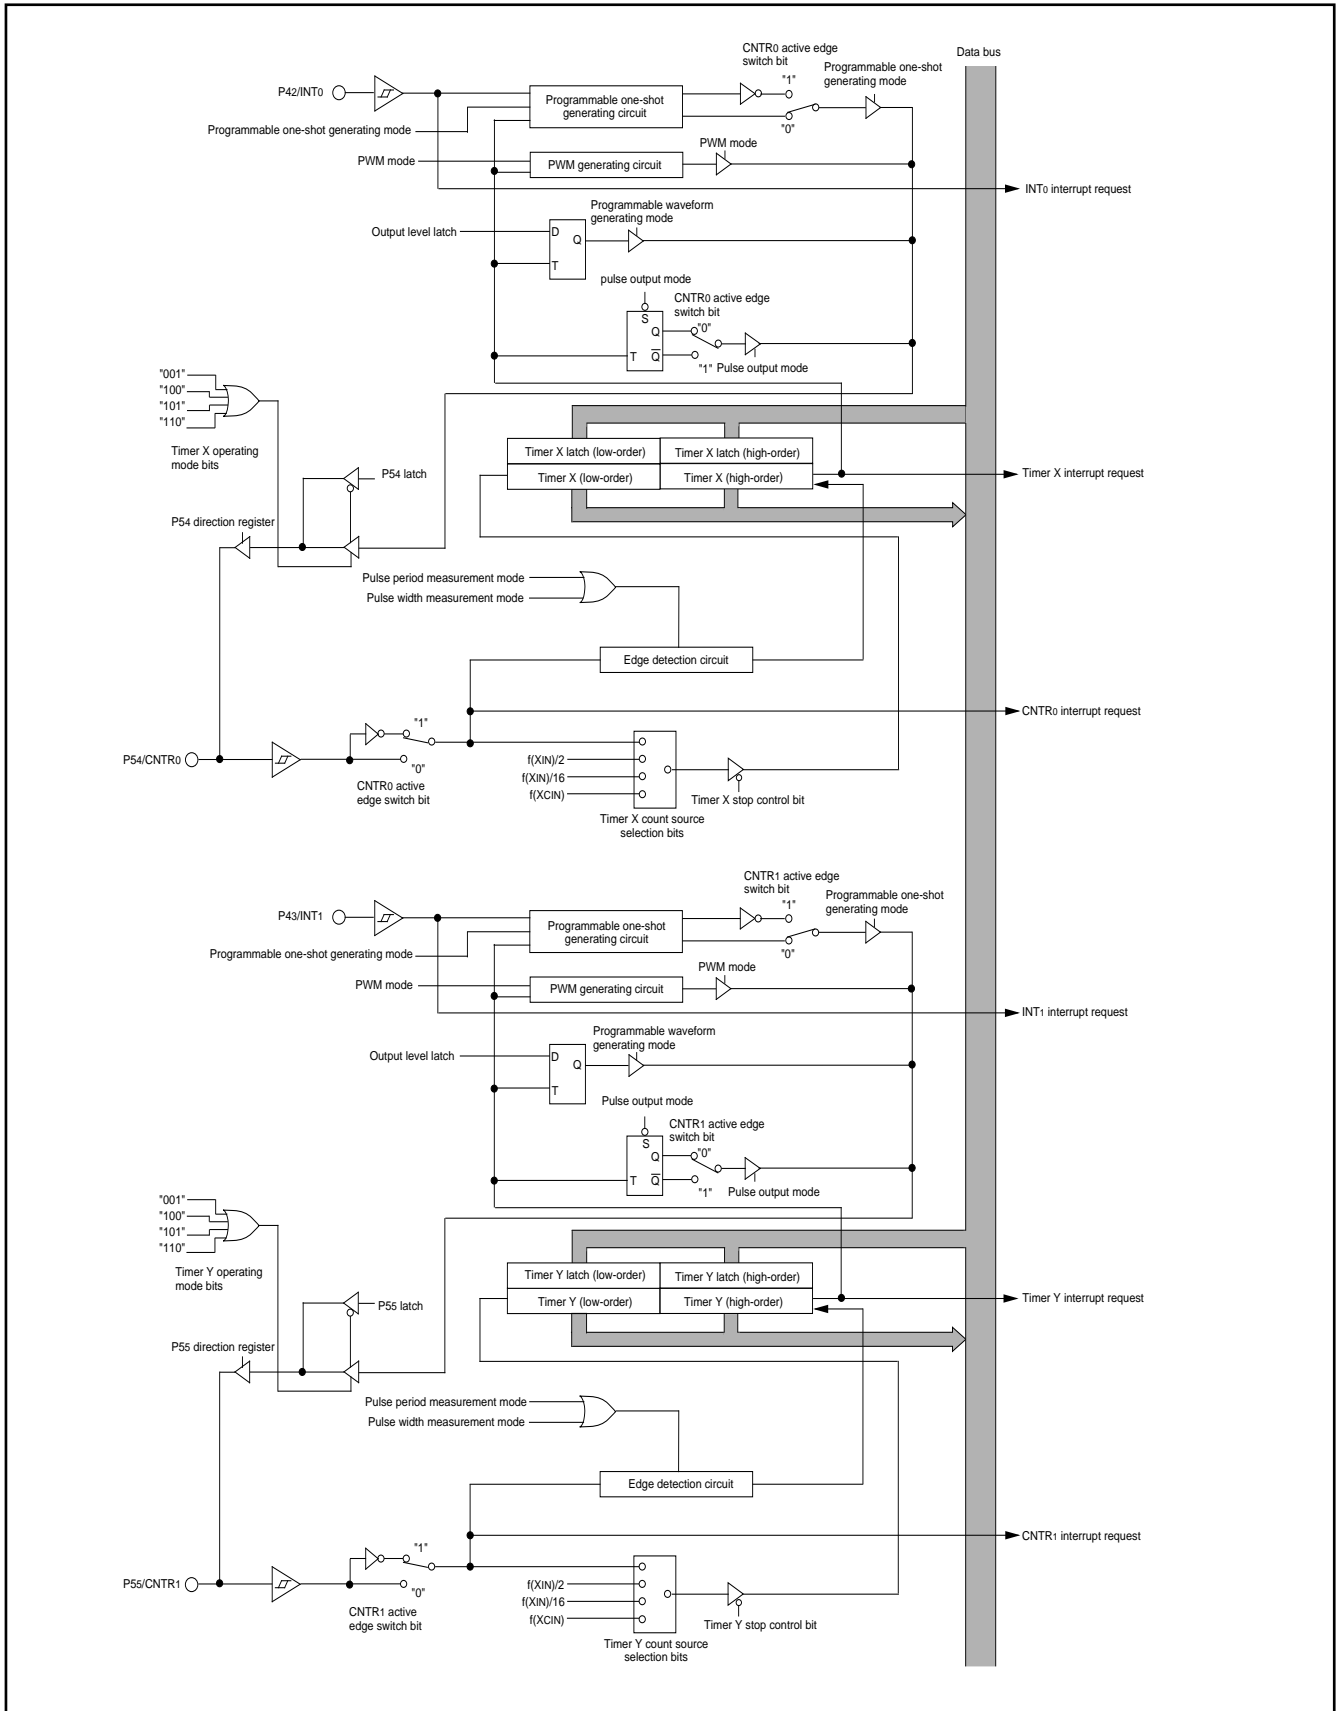 CNTR0 active edge
switch bit
Data bus
Programmable one-shot
generating mode
"1"
P42/INT0
Programmable one-shot
generating circuit
Programmable one-shot generating mode
"0"
PWM mode
PWM mode
PWM generating circuit
INT0 interrupt request
Programmable waveform
generating mode
Output level latch
D
Q
T
pulse output mode
CNTR0 active edge
switch bit
S
Q
"0"
T
Q
"1"
Pulse output mode
"001"
"100"
"101"
"110"
Timer X operating
mode bits
Timer X latch (low-order)
Timer X latch (high-order)
Timer X (low-order)
Timer X (high-order)
Timer X interrupt request
P54 latch
P54 direction register
Pulse period measurement mode
Pulse width measurement mode
Edge detection circuit
CNTR0 interrupt request
"1"
P54/CNTR0
"0"
CNTR0 active
edge switch bit
f(XIN)/2
f(XIN)/16
f(XCIN)
Timer X stop control bit
Timer X count source
selection bits
CNTR1 active edge
switch bit
Programmable one-shot
generating mode
"1"
P43/INT1
Programmable one-shot
generating circuit
Programmable one-shot generating mode
"0"
PWM mode
PWM mode
PWM generating circuit
INT1 interrupt request
Programmable waveform
generating mode
Output level latch
D
Q
T
Pulse output mode
CNTR1 active edge
switch bit
S
Q
"0"
T
Q
"1"
Pulse output mode
"001"
"100"
"101"
"110"
Timer Y operating
mode bits
Timer Y latch (low-order)
Timer Y latch (high-order)
Timer Y (low-order)
Timer Y (high-order)
Timer Y interrupt request
P55 latch
P55 direction register
Pulse period measurement mode
Pulse width measurement mode
Edge detection circuit
CNTR1 interrupt request
"1"
P55/CNTR1
"0"
CNTR1 active
edge switch bit
f(XIN)/2
f(XIN)/16
f(XCIN)
Timer Y stop control bit
Timer Y count source
selection bits